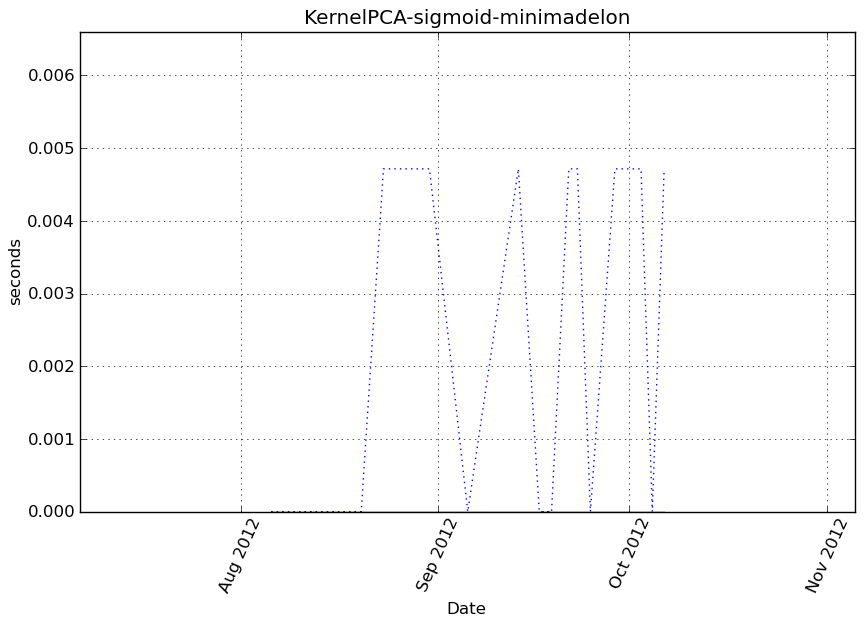 KernelPCA-sigmoid-minimadelon
0.006
0.005
0.004
0.003
0.002
0.001
0.000
seconds
Aug 2012
Sep 2012
Oct 2012
Nov 2012
Date